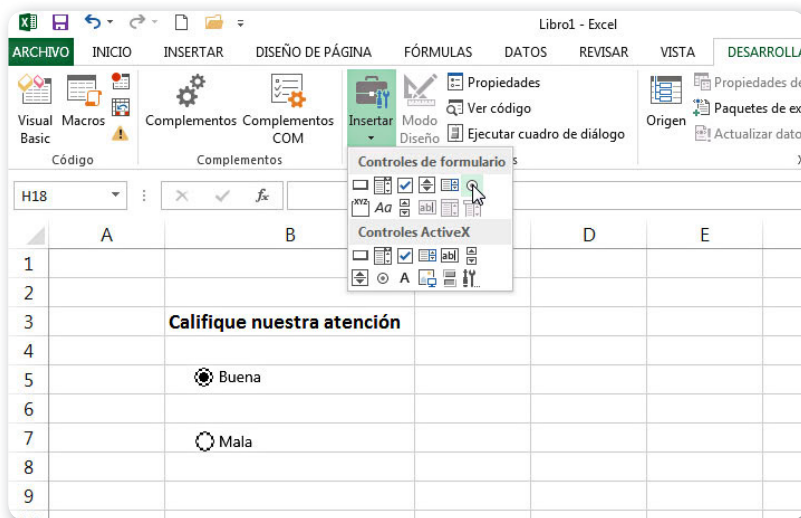 Libro1 - Excel
ARCHIVO INICIO INSERTAR DISEÑO DE PÁGINA FÓRMULAS DATOS REVISAR VISTA DESARROLLA
Visual Basic
Macros
Complementos
Complementos COM
Insertar
Modo Diseño
Propiedades
Ver código
Ejecutar cuadro de diálogo
Origen
Propiedades de
Paquetes de ex
Actualizar dato
Código
Complementos
s
Controles de formulario
XYZ Aa ab|
Controles ActiveX
ab|
A
H18 fx
A B D E
1
2
3 Califique nuestra atención
4
5 Buena
6
7 Mala
8
9